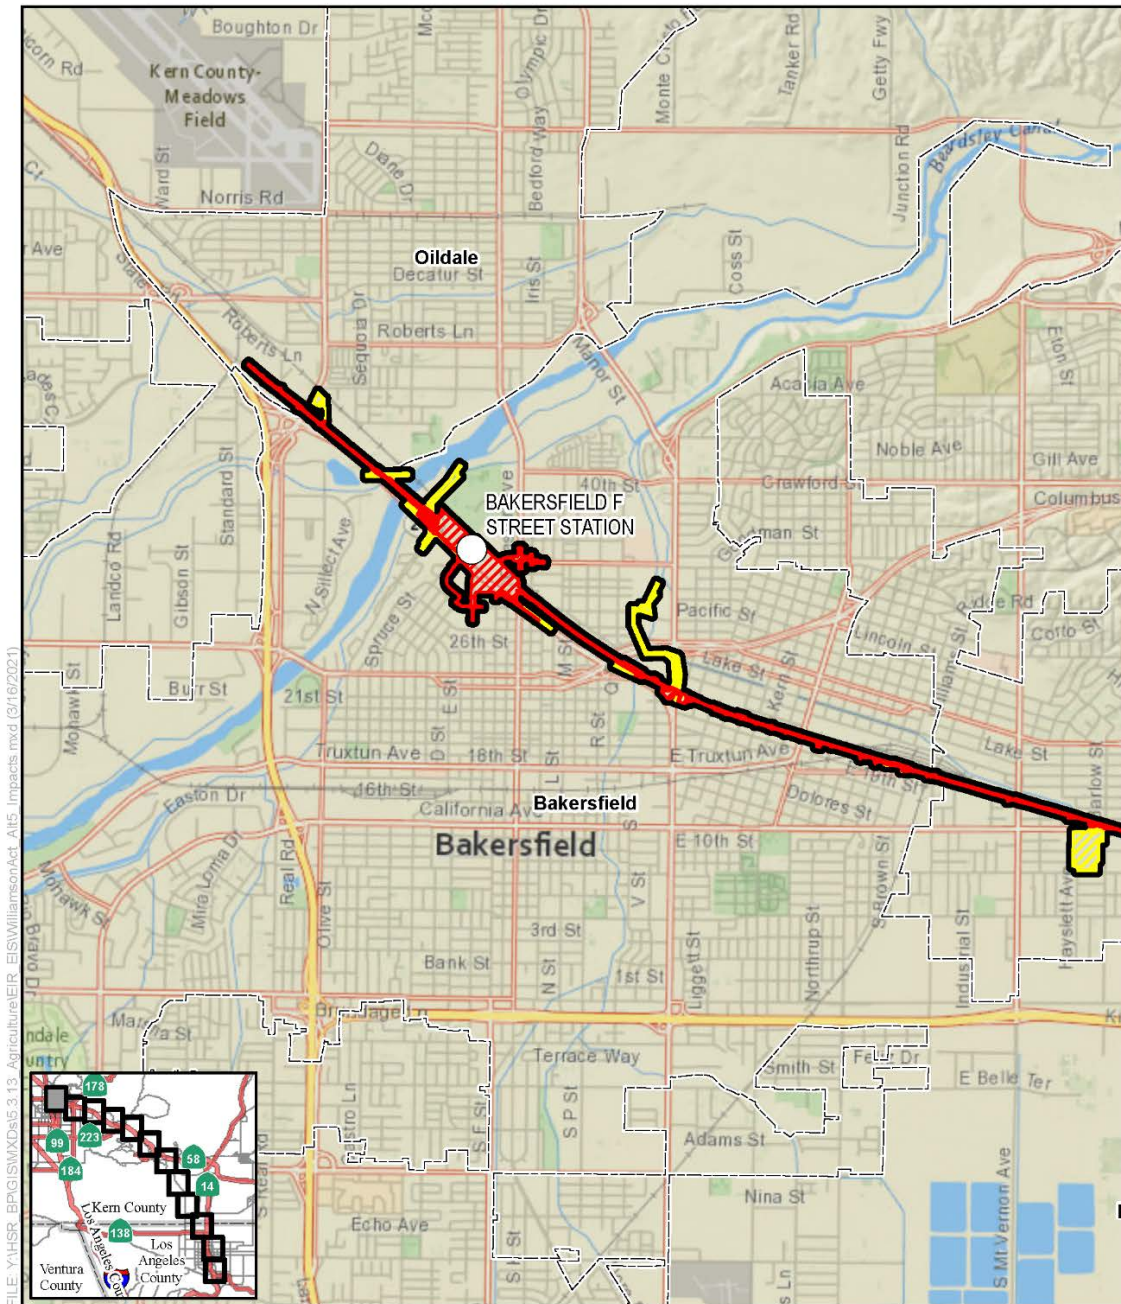 Boughton Dr
Olympic Dr
Tanker Rd
Getty Fwy
Kern County-
Meadows
Field
Ward St
Norris Rd
Diane Dr
Bedford Way
Junction Rd
Beardsley Canal
Ave
Oildale
Decatur St
Iris St
Coss St
Roberts Ln
Sequoia Dr
Roberts Ln
Manor St
Acacia Ave
Eton St
Noble Ave
Gill Ave
40th St
Columbus
Standard St
BAKERSFIELD F
STREET STATION
Landco Rd
Gibson St
N Sillect Ave
Spruce St
Pacific St
26th St
M St
Lincoln St
Lake St
Kern St
Burr St
21st St
Mohawk St
D St
E St
R St
Truxtun Ave
18th St
E Truxtun Ave
E 18th St
Lake St
Barlow St
16th St
L St
Dolores St
Easton Dr
California Av
Bakersfield
S
Bakersfield
E 10th St
Mohawk St
Mira Loma Dr
Real Rd
Olive St
V St
S Brown St
Hayslett Ave
3rd St
Bank St
N St
1st St
Liggett St
Northrup St
Industrial St
Terrace Way
Smith St
E Belle Ter
S P St
Adams St
Nina St
Echo Ave
S H St
S Mt Vernon Ave
178
99
223
184
58
14
Kern County
138
Los
Angeles
County
Ventura
County